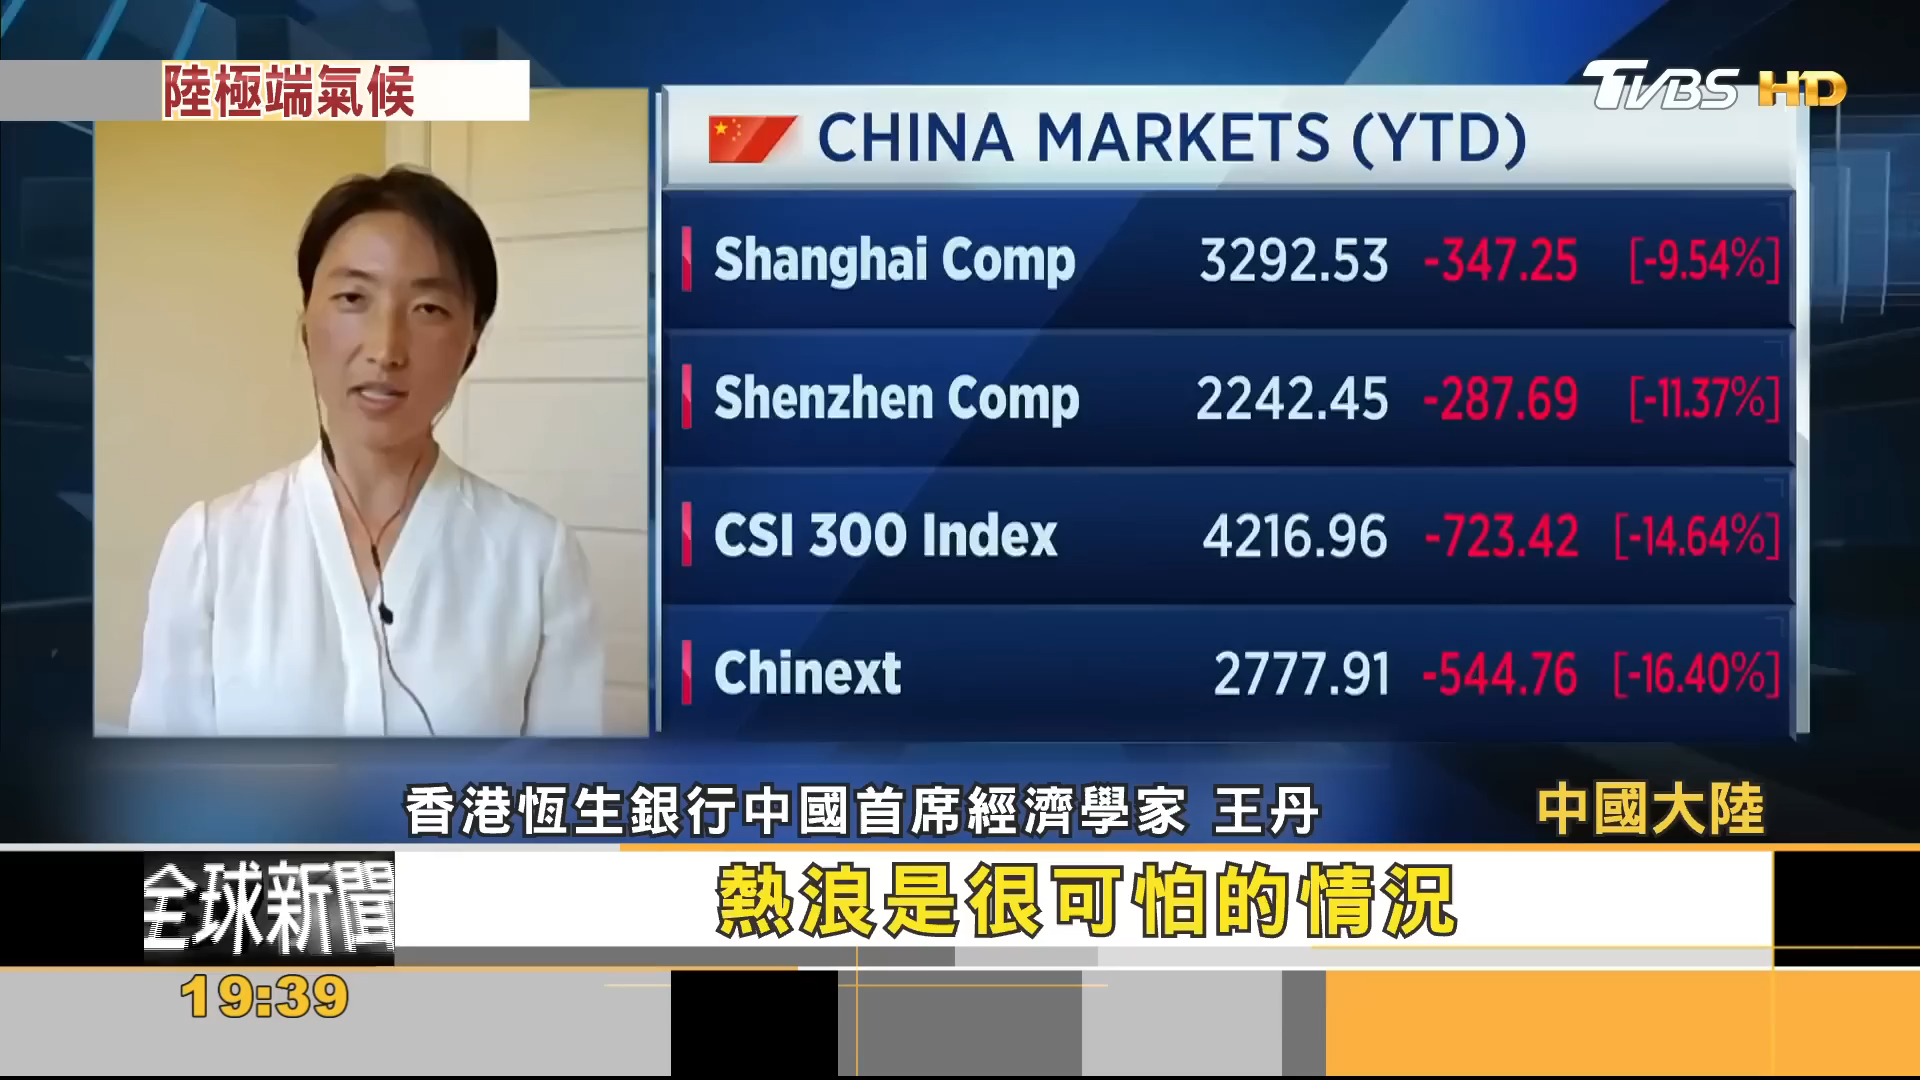 陸極端氣候
TVBS HD
CHINA MARKETS (YTD)
Shanghai Comp 3292.53 -347.25 [-9.54%]
Shenzhen Comp 2242.45 -287.69 [-11.37%]
CSI 300 Index 4216.96 -723.42 [-14.64%]
Chinext 2777.91 -544.76 [-16.40%]
香港恆生銀行中國首席經濟學家 王丹
中國大陸
全球新聞
熱浪是很可怕的情況
19:39